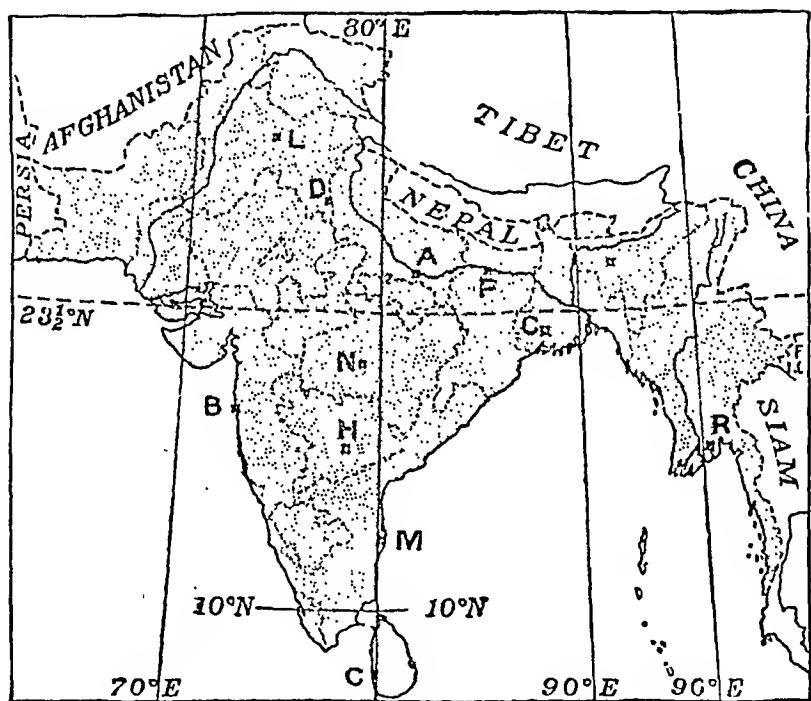 80°E
AFGHANISTAN
TIBET
PERSIA
L
D
NEPAL
CHINA
A
P
23½°N
C
N
B
H
R
SIAM
M
10°N 10°N
C
70°E 90°E 90°E